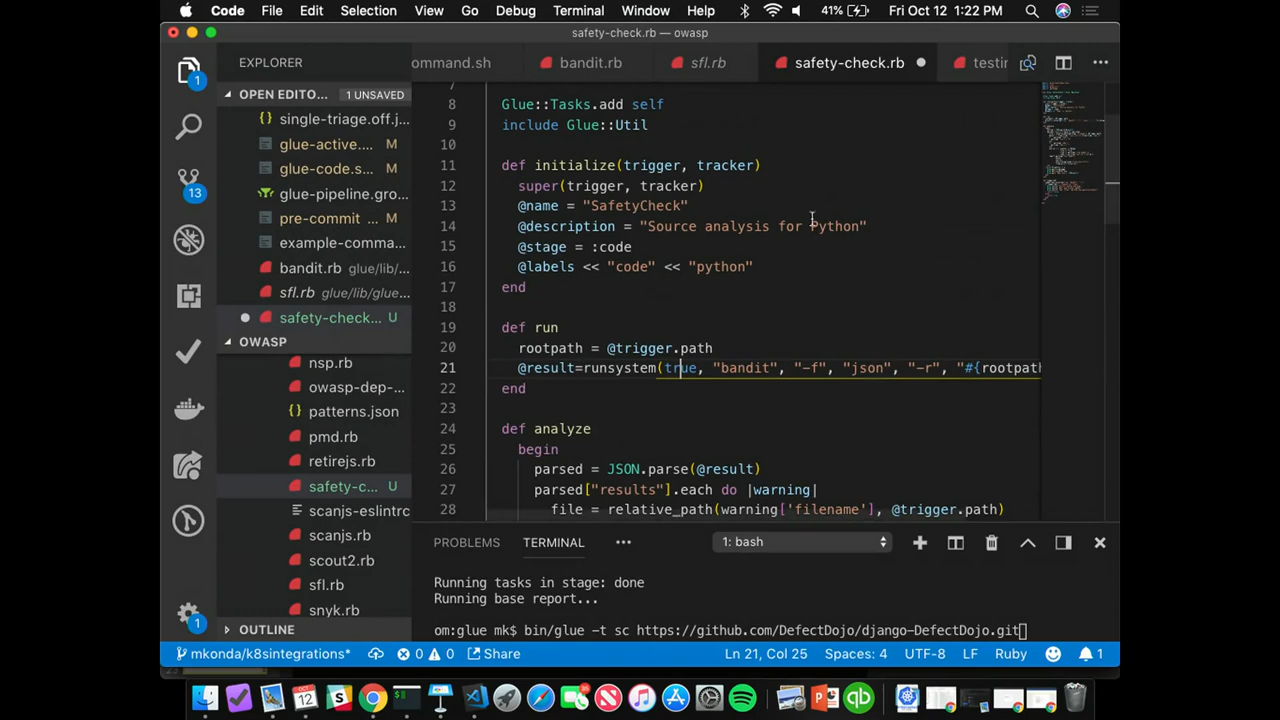 Code File Edit Selection View Go Debug Terminal Window Help 41% Fri Oct 12 1:22 PM
safety-check.rb — owasp
EXPLORER
ommand.sh bandit.rb sfl.rb safety-check.rb testin
OPEN EDITO... 1 UNSAVED
single-triage-off.j...
glue-active.... M
glue-code.s... M
glue-pipeline.gro...
pre-commit ... M
example-comma...
bandit.rb glue/lib/...
sfl.rb glue/lib/glue...
safety-check... U
OWASP
nsp.rb
owasp-dep-...
patterns.json
pmd.rb
retirejs.rb
safety-c... U
scanjs-eslintrc
scanjs.rb
scout2.rb
sfl.rb
snyk.rb
OUTLINE
1
13
1
7
8 Glue::Tasks.add self
9 include Glue::Util
10
11 def initialize(trigger, tracker)
12 super(trigger, tracker)
13 @name = "SafetyCheck"
14 @description = "Source analysis for Python"
15 @stage = :code
16 @labels << "code" << "python"
17 end
18
19 def run
20 rootpath = @trigger.path
21 @result=runsystem(true, "bandit", "-f", "json", "-r", "#{rootpath
22 end
23
24 def analyze
25 begin
26 parsed = JSON.parse(@result)
27 parsed["results"].each do |warning|
28 file = relative_path(warning['filename'], @trigger.path)
PROBLEMS TERMINAL ••• 1: bash
Running tasks in stage: done
Running base report...
om:glue mk$ bin/glue -t sc https://github.com/DefectDojo/django-DefectDojo.git
mkonda/k8sintegrations* 0 0 Share Ln 21, Col 25 Spaces: 4 UTF-8 LF Ruby 1